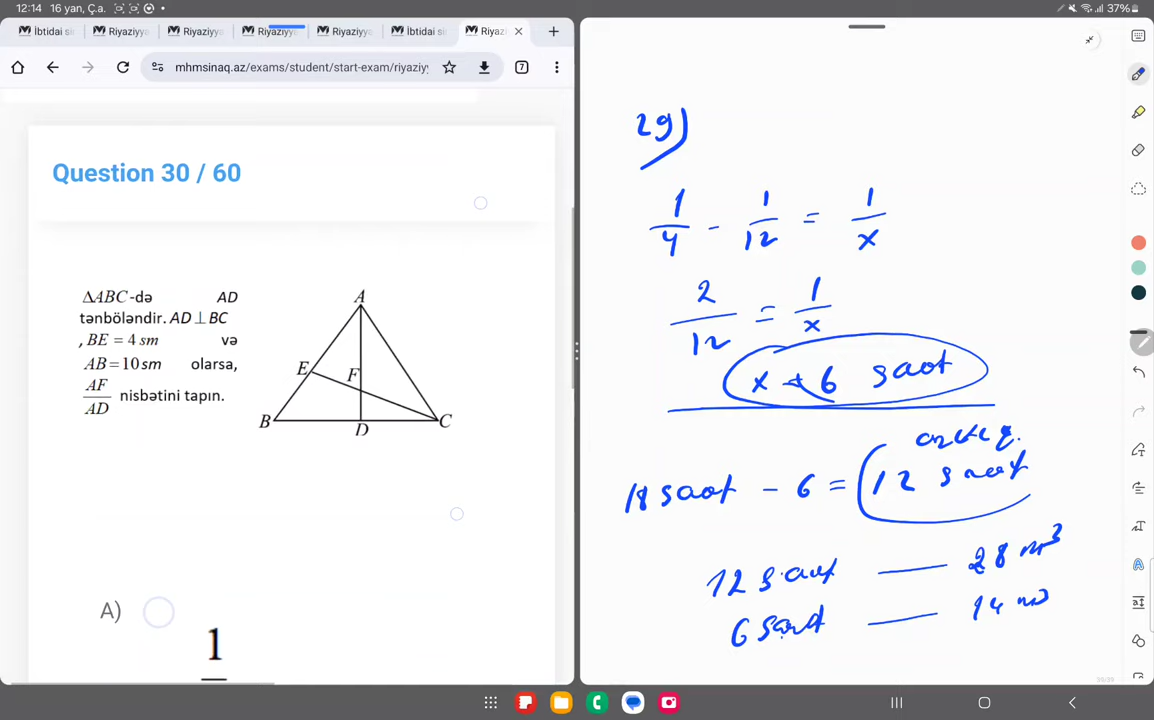 12:14 16 yan, Ç.a.
37%
İbtidai si
Riyaziyya
Riyaziyya
Riyaziyya
Riyaziyy
İbtidai si
Riyaz
mhmsinaq.az/exams/student/start-exam/riyaziyy
7
Question 30 / 60
ΔABC-də AD
tənböləndir. AD ⊥ BC
, BE = 4 sm və
AB = 10 sm olarsa,
AF/AD nisbətini tapın.
A
E
F
B
D
C
A)
1
29)
1/4 - 1/12 = 1/x
2/12 = 1/x
x → 6 saat
18 saat - 6 = 12 saat
12 saat — 28 m³
6 saat — 14 m³